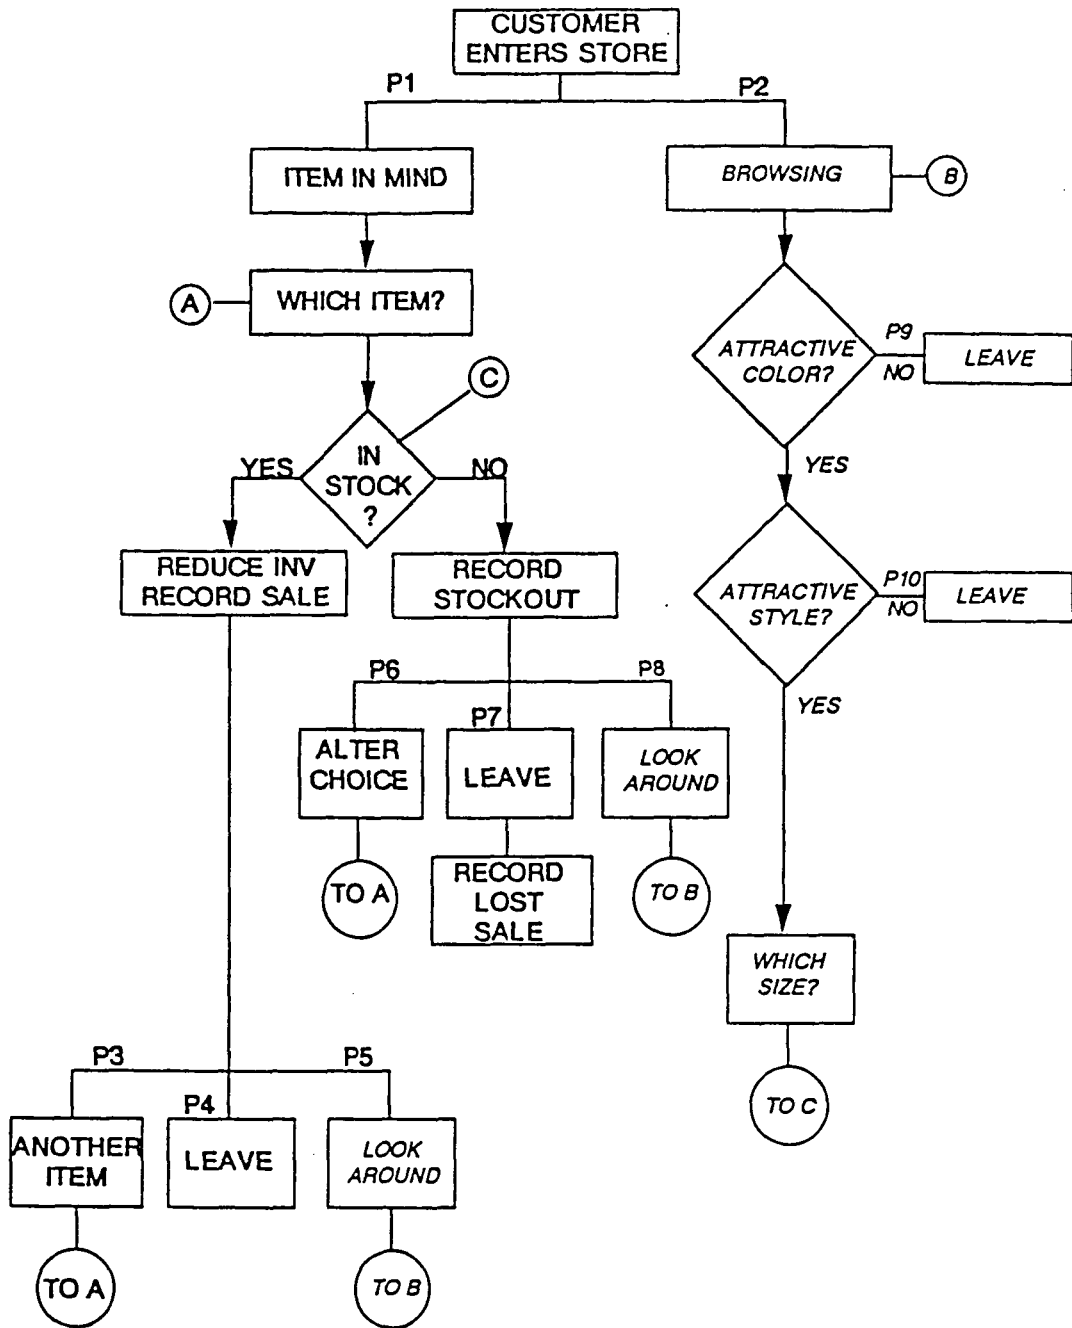 CUSTOMER
ENTERS STORE
P1
P2
ITEM IN MIND
BROWSING
B
A
WHICH ITEM?
ATTRACTIVE
COLOR?
P9
NO
LEAVE
C
YES
IN
STOCK
?
NO
YES
REDUCE INV
RECORD SALE
RECORD
STOCKOUT
ATTRACTIVE
STYLE?
P10
NO
LEAVE
P6
P8
P7
YES
ALTER
CHOICE
LEAVE
LOOK
AROUND
TO A
RECORD
LOST
SALE
TO B
WHICH
SIZE?
P3
P5
P4
TO C
ANOTHER
ITEM
LEAVE
LOOK
AROUND
TO A
TO B